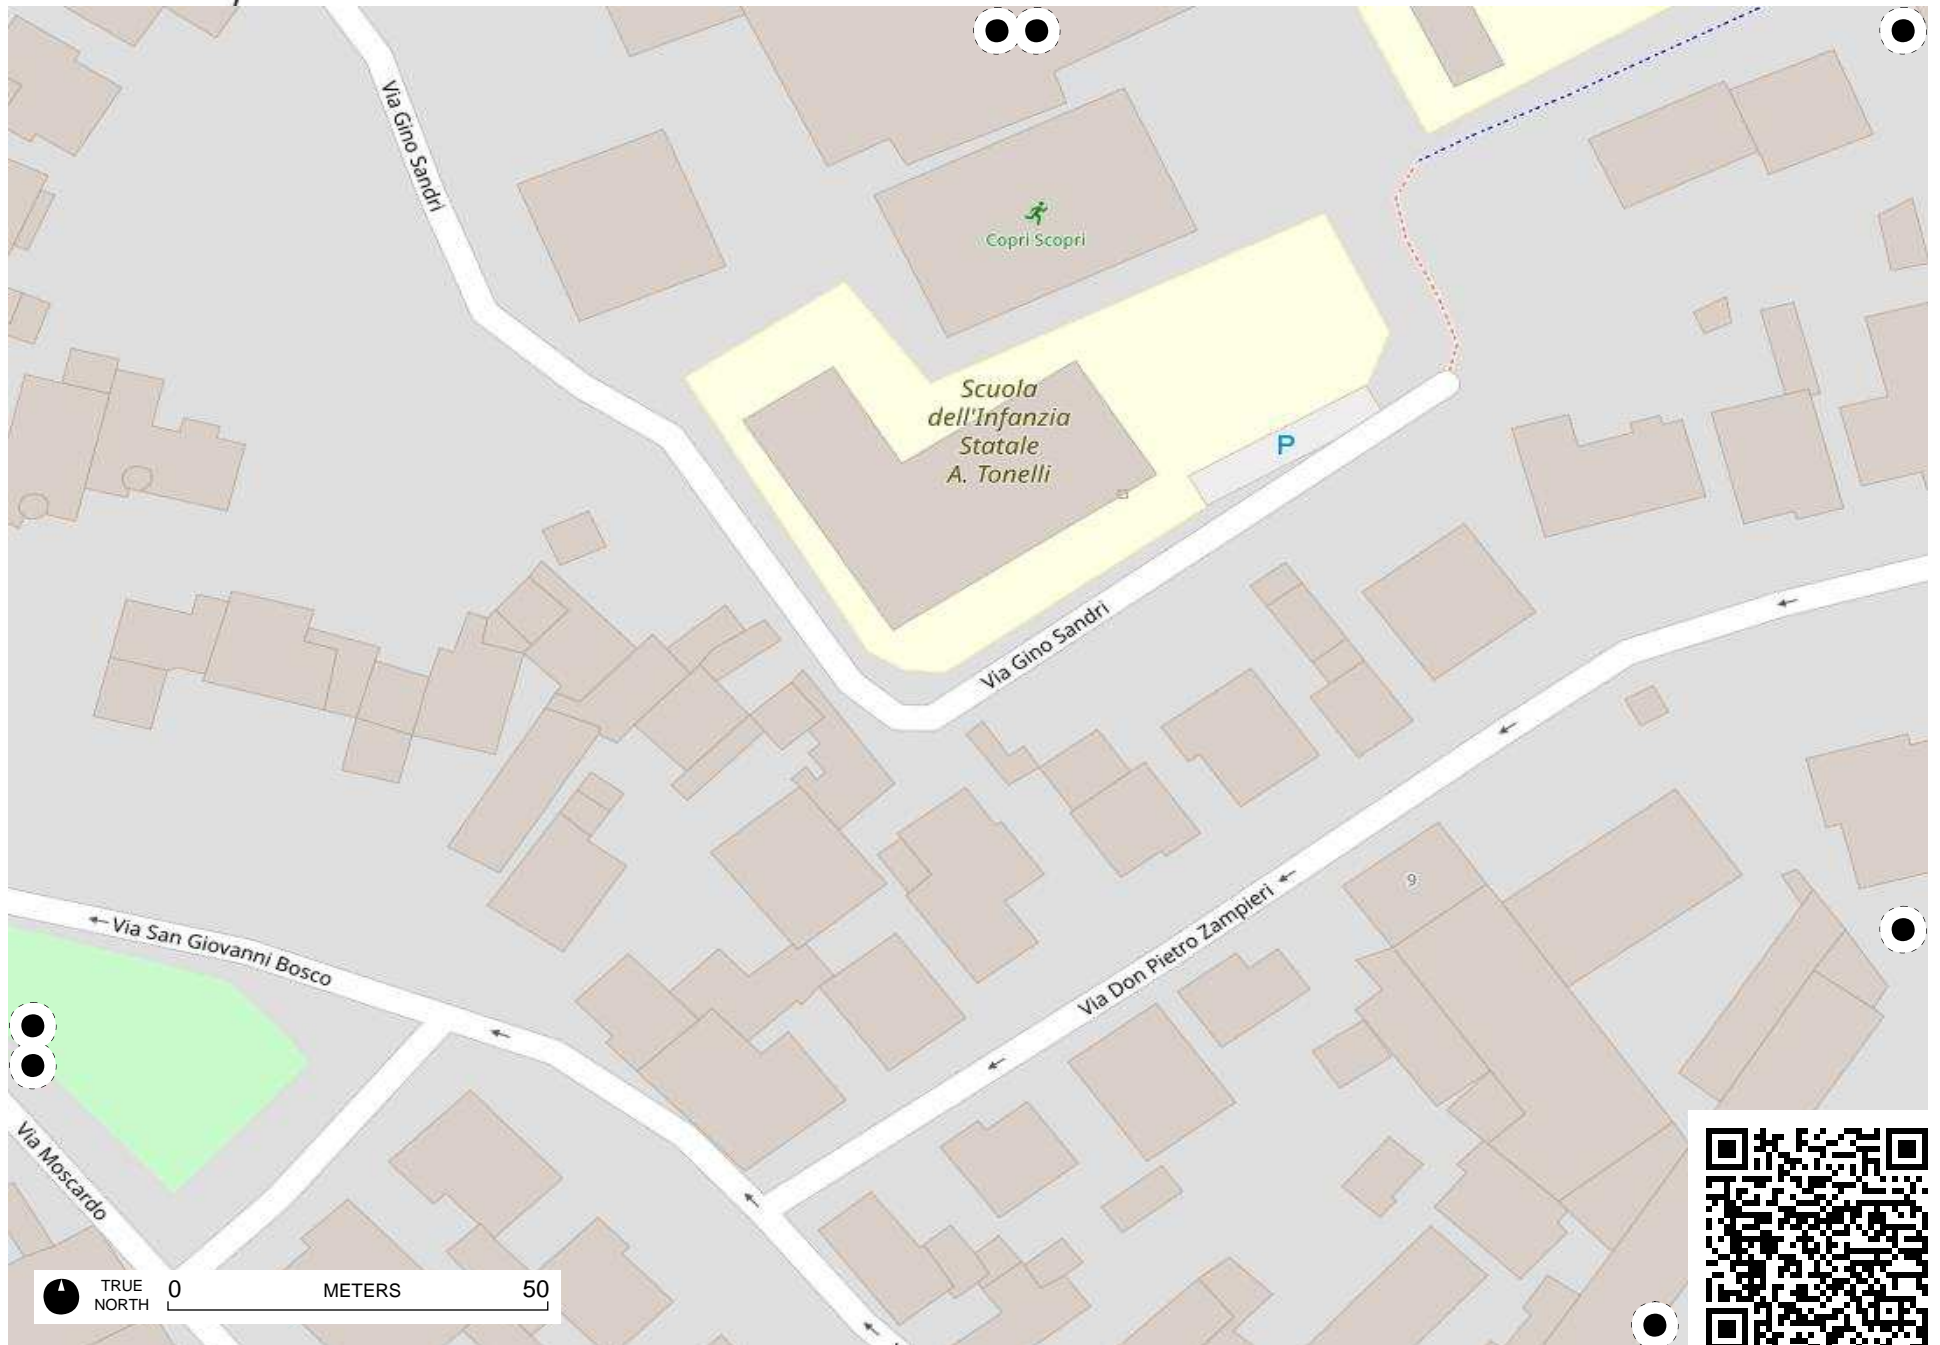 Via Gino Sandri
Copri Scopri
Scuola
dell'Infanzia
Statale
A. Tonelli
P
Via Gino Sandri
9
Via Don Pietro Zampieri
Via San Giovanni Bosco
Via Moscardo
TRUE
NORTH
0 METERS 50